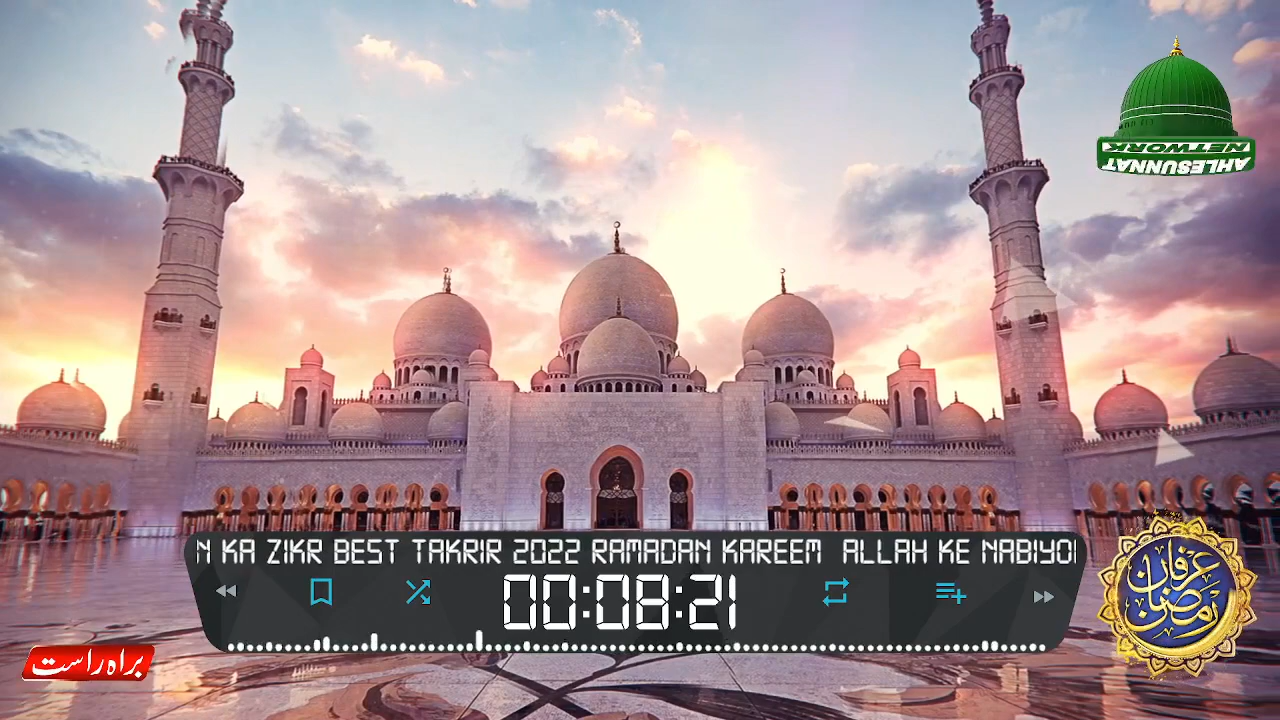 AHLESUNNAT
NETWORK
N KA ZIKR BEST TAKRIR 2022 RAMADAN KAREEM ALLAH KE NABIYO
00:08:21
عرفان
رمضان
براہ راست